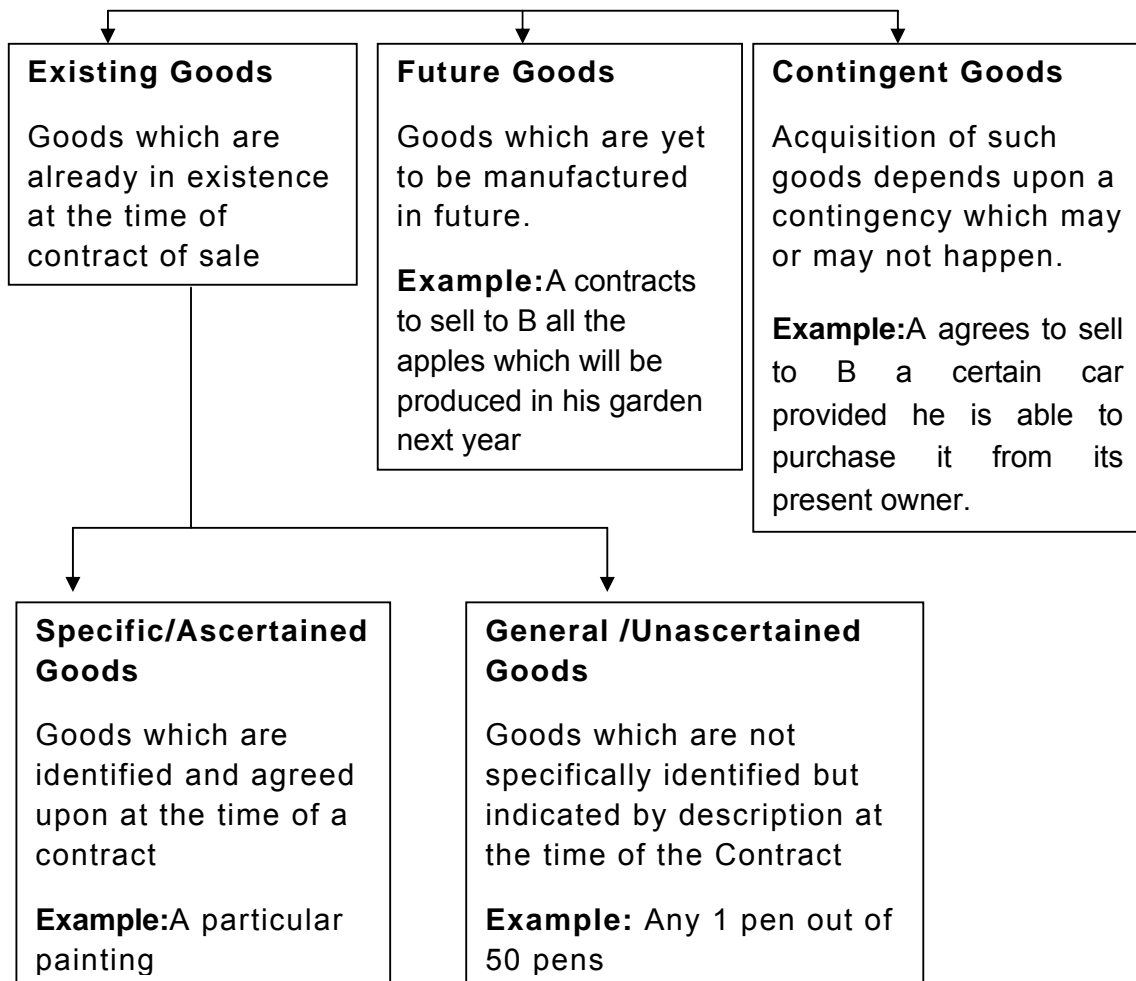 Existing Goods
Goods which are
already in existence
at the time of
contract of sale
Future Goods
Goods which are yet
to be manufactured
in future.
Example:A contracts
to sell to B all the
apples which will be
produced in his garden
next year
Contingent Goods
Acquisition of such
goods depends upon a
contingency which may
or may not happen.
Example:A agrees to sell
to B a certain car
provided he is able to
purchase it from its
present owner.
Specific/Ascertained
Goods
Goods which are
identified and agreed
upon at the time of a
contract
Example:A particular
painting
General /Unascertained
Goods
Goods which are not
specifically identified but
indicated by description at
the time of the Contract
Example: Any 1 pen out of
50 pens